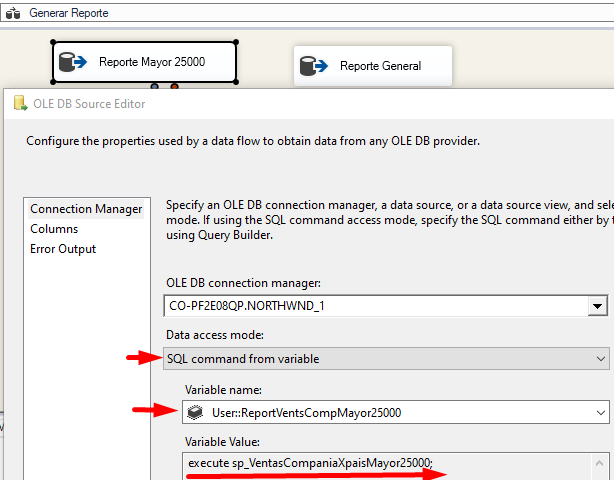 Generar Reporte
Reporte Mayor 25000
Reporte General
OLE DB Source Editor
Configure the properties used by a data flow to obtain data from any OLE DB provider.
Connection Manager
Columns
Error Output
Specify an OLE DB connection manager, a data source, or a data source view, and sel
mode. If using the SQL command access mode, specify the SQL command either by t
using Query Builder.
OLE DB connection manager:
CO-PF2E08QP.NORTHWND_1
Data access mode:
SQL command from variable
Variable name:
User::ReportVentsCompMayor25000
Variable Value:
execute sp_VentasCompaniaXpaisMayor25000;